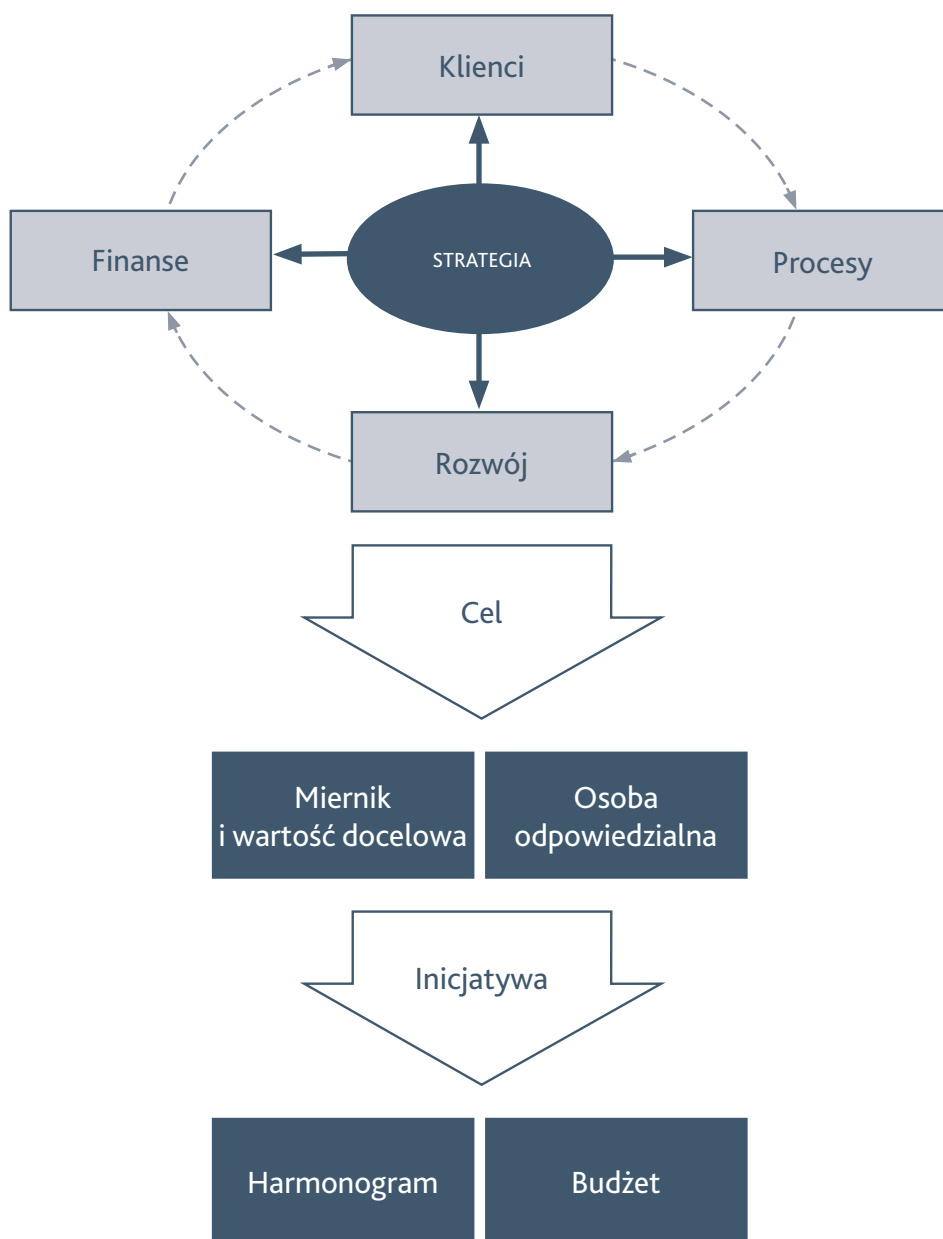 Klienci
Finanse
STRATEGIA
Procesy
Rozwój
Cel
Miernik
i wartość docelowa
Osoba
odpowiedzialna
Inicjatywa
Harmonogram
Budżet